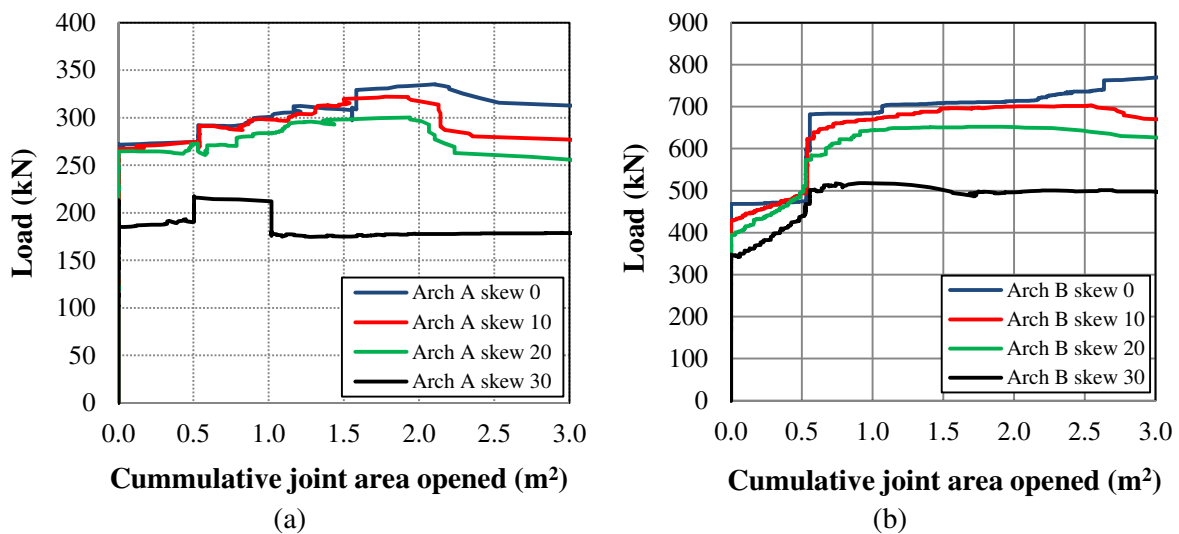 400
350
300
250
200
150
100
50
0
Load (kN)
0.0 0.5 1.0 1.5 2.0 2.5 3.0
Cummulative joint area opened (m²)
Arch A skew 0
Arch A skew 10
Arch A skew 20
Arch A skew 30
(a)
900
800
700
600
500
400
300
200
100
0
Load (kN)
0.0 0.5 1.0 1.5 2.0 2.5 3.0
Cumulative joint area opened (m²)
Arch B skew 0
Arch B skew 10
Arch B skew 20
Arch B skew 30
(b)